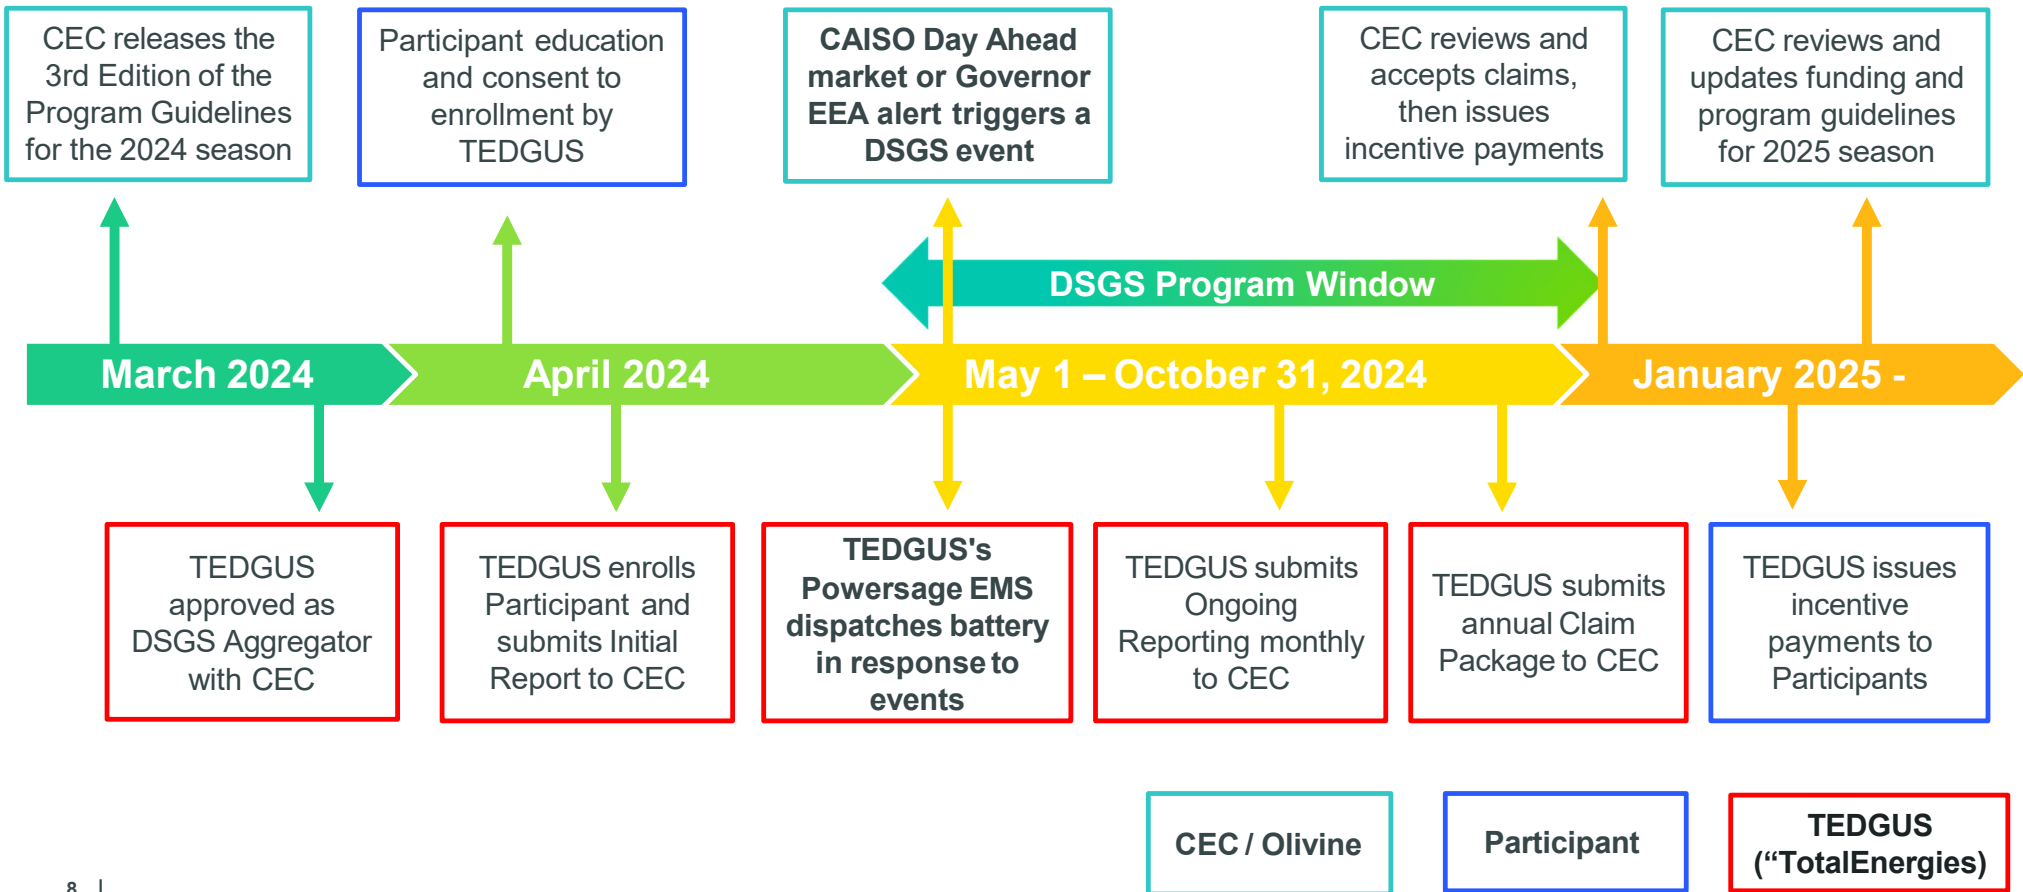 CEC releases the
3rd Edition of the
Program Guidelines
for the 2024 season
Participant education
and consent to
enrollment by
TEDGUS
CAISO Day Ahead
market or Governor
EEA alert triggers a
DSGS event
CEC reviews and
accepts claims,
then issues
incentive payments
CEC reviews and
updates funding and
program guidelines
for 2025 season
DSGS Program Window
March 2024
April 2024
May 1 – October 31, 2024
January 2025 -
TEDGUS
approved as
DSGS Aggregator
with CEC
TEDGUS enrolls
Participant and
submits Initial
Report to CEC
TEDGUS's
Powersage EMS
dispatches battery
in response to
events
TEDGUS submits
Ongoing
Reporting monthly
to CEC
TEDGUS submits
annual Claim
Package to CEC
TEDGUS issues
incentive
payments to
Participants
CEC / Olivine
Participant
TEDGUS
(“TotalEnergies)
8 |